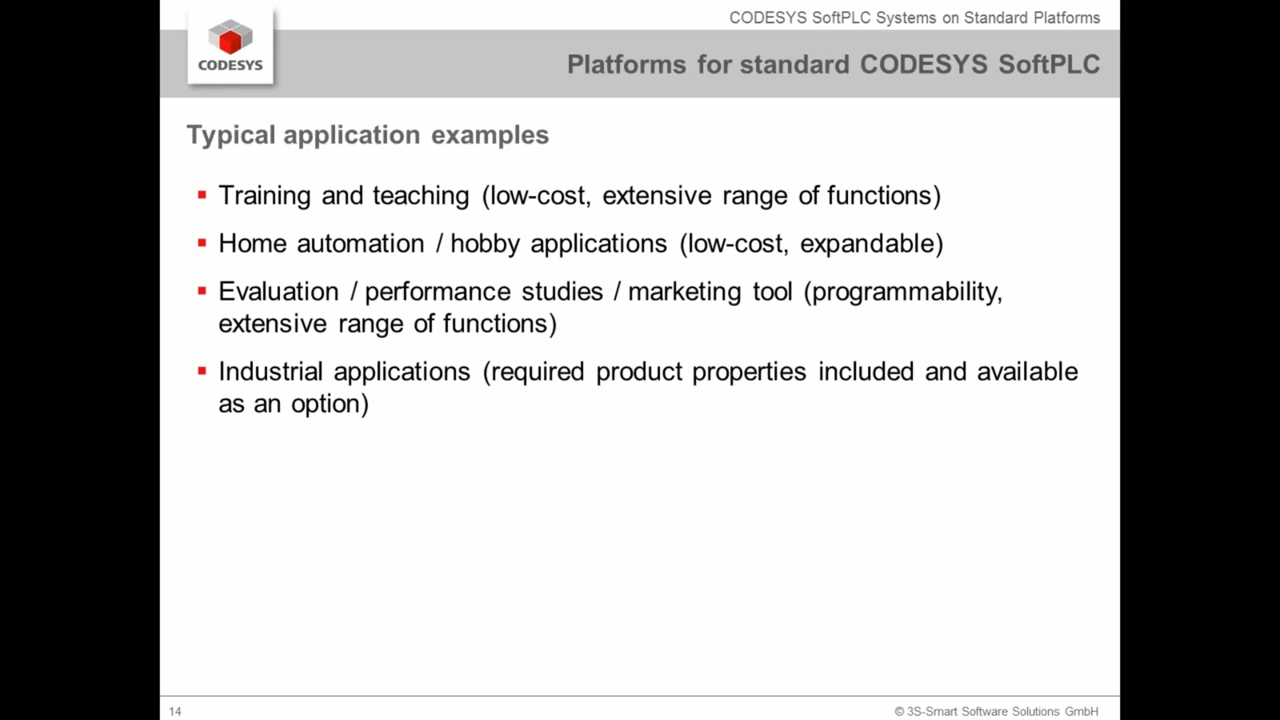 CODESYS SoftPLC Systems on Standard Platforms
CODESYS
Platforms for standard CODESYS SoftPLC
Typical application examples
Training and teaching (low-cost, extensive range of functions)
Home automation / hobby applications (low-cost, expandable)
Evaluation / performance studies / marketing tool (programmability,
extensive range of functions)
Industrial applications (required product properties included and available
as an option)
14
© 3S-Smart Software Solutions GmbH